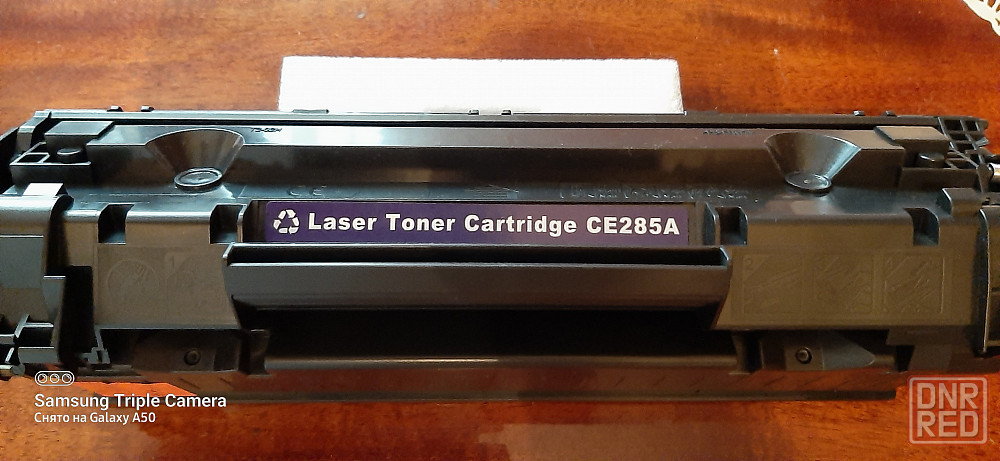 Laser Toner Cartridge CE285A
Samsung Triple Camera
Снято на Galaxy A50
DNR
RED